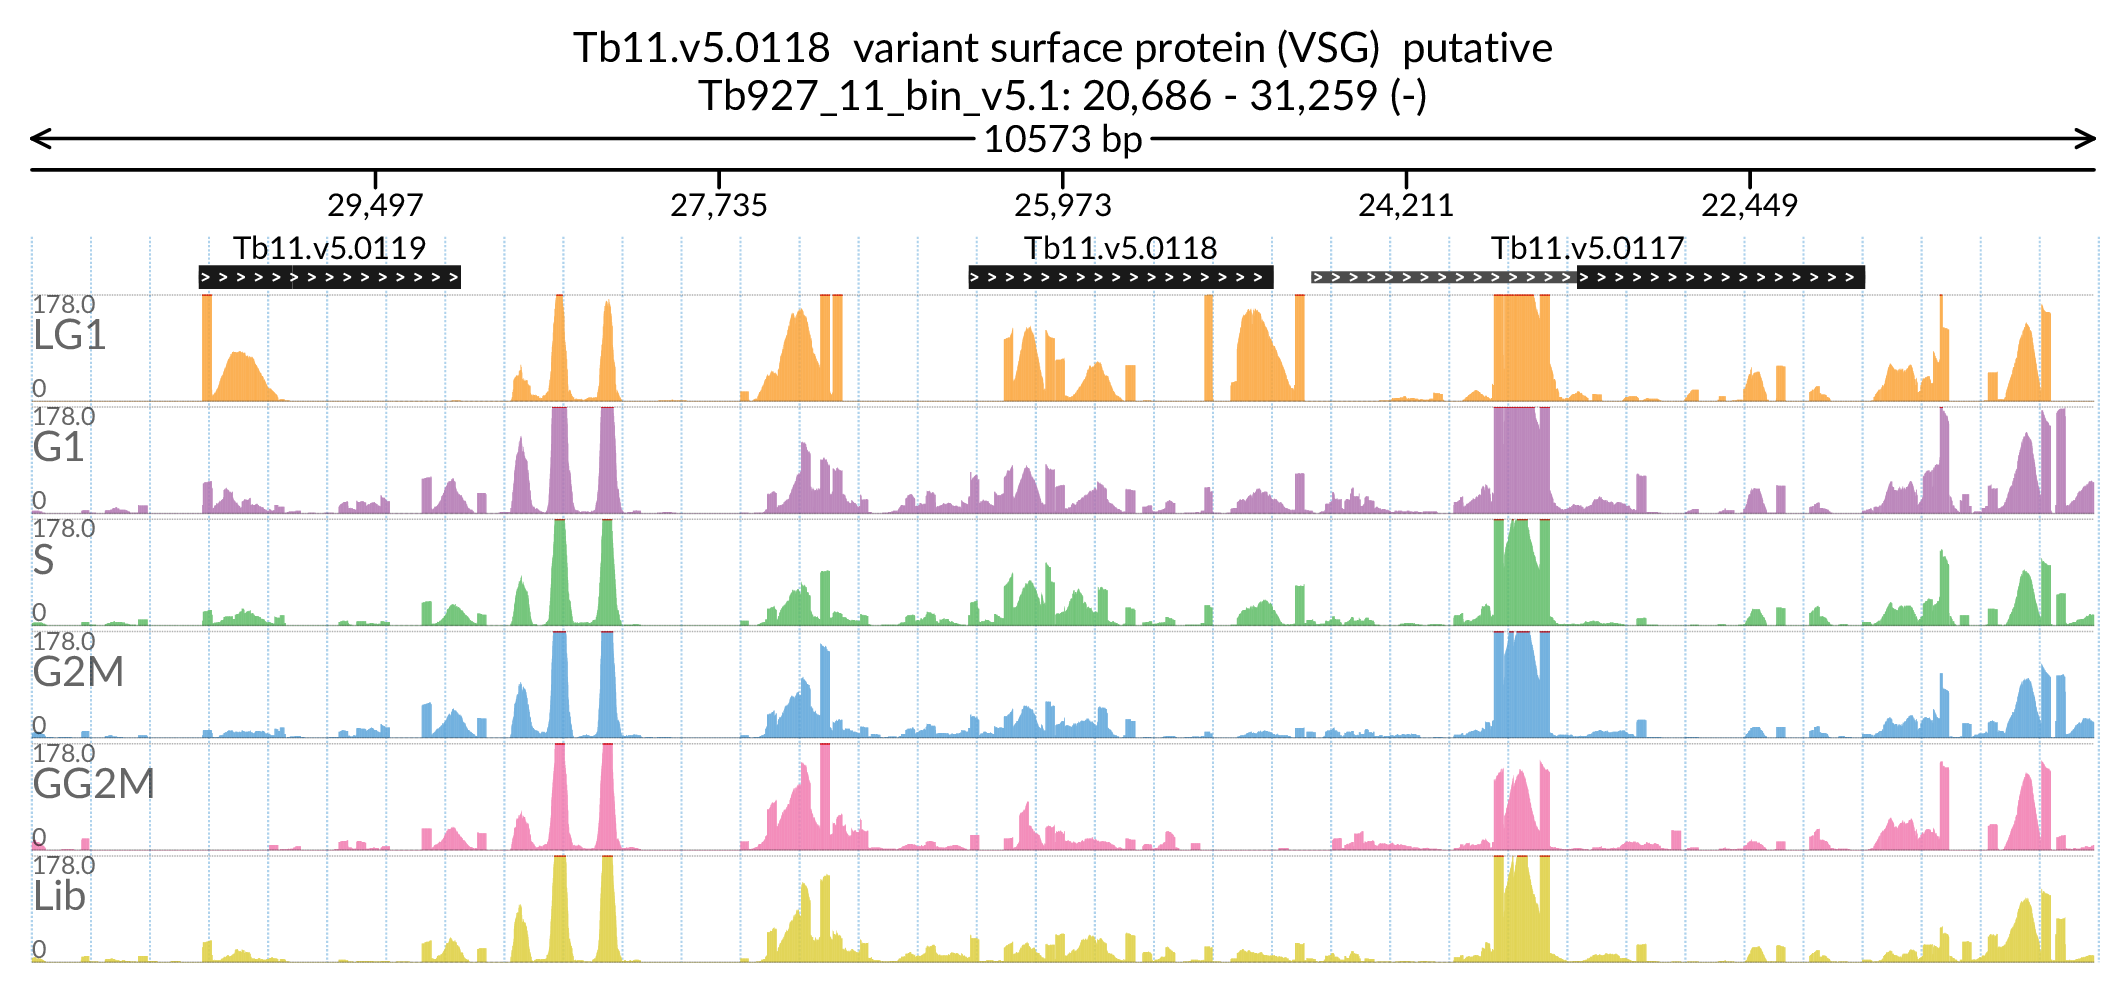 Tb11.v5.0118 variant surface protein (VSG) putative
Tb927_11_bin_v5.1: 20,686 - 31,259 (-)
10573 bp
29,497 27,735 25,973 24,211 22,449
Tb11.v5.0119 Tb11.v5.0118 Tb11.v5.0117
178.0
LG1
0
178.0
G1
0
178.0
S
0
178.0
G2M
0
178.0
GG2M
0
178.0
Lib
0